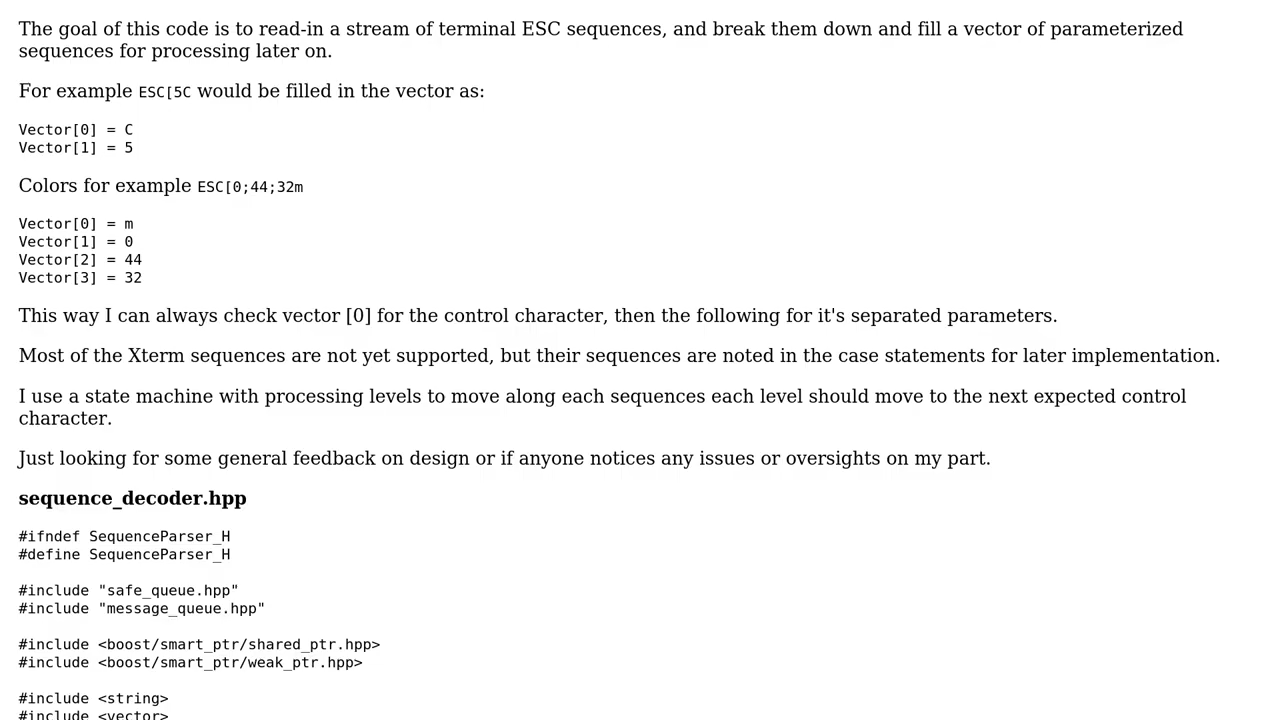 The goal of this code is to read-in a stream of terminal ESC sequences, and break them down and fill a vector of parameterized
sequences for processing later on.
For example ESC[5C would be filled in the vector as:
Vector[0] = C
Vector[1] = 5
Colors for example ESC[0;44;32m
Vector[0] = m
Vector[1] = 0
Vector[2] = 44
Vector[3] = 32
This way I can always check vector [0] for the control character, then the following for it's separated parameters.
Most of the Xterm sequences are not yet supported, but their sequences are noted in the case statements for later implementation.
I use a state machine with processing levels to move along each sequences each level should move to the next expected control
character.
Just looking for some general feedback on design or if anyone notices any issues or oversights on my part.
sequence_decoder.hpp
#ifndef SequenceParser_H
#define SequenceParser_H
#include "safe_queue.hpp"
#include "message_queue.hpp"
#include <boost/smart_ptr/shared_ptr.hpp>
#include <boost/smart_ptr/weak_ptr.hpp>
#include <string>
#include <vector>